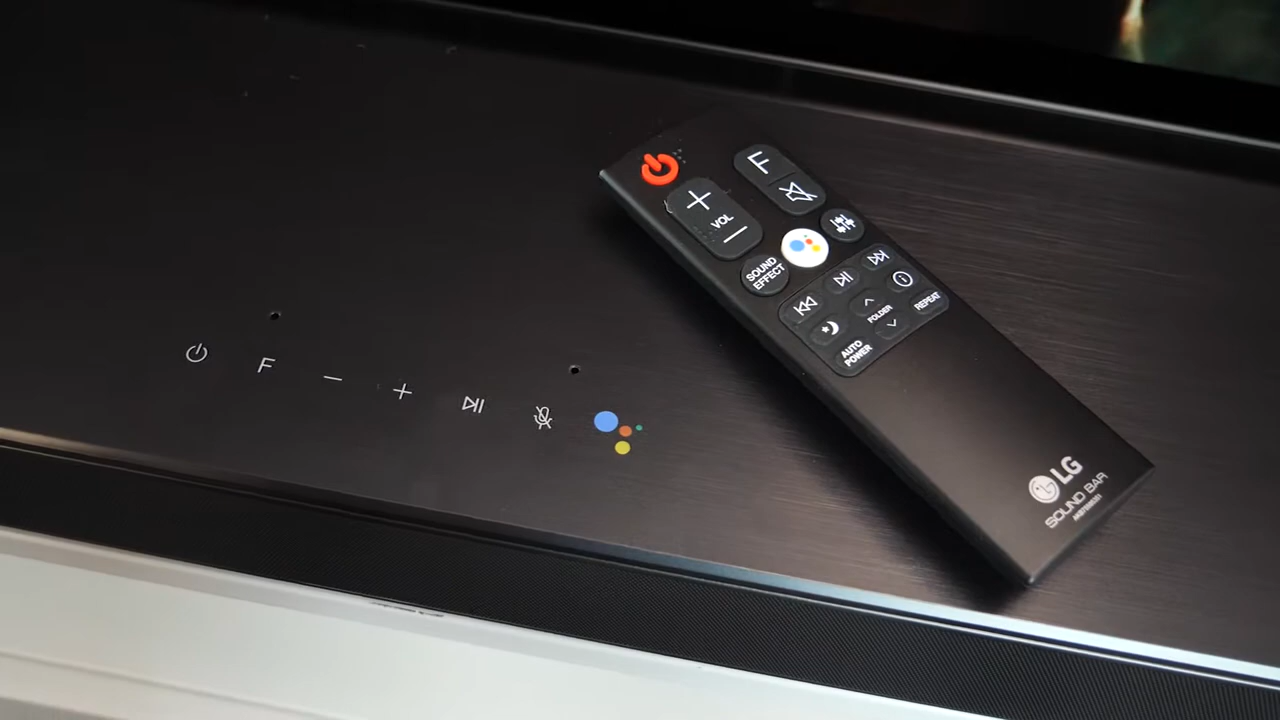 F
F
+
VOL
−
SOUND
EFFECT
FOLDER
REPEAT
AUTO
POWER
LG
SOUND BAR